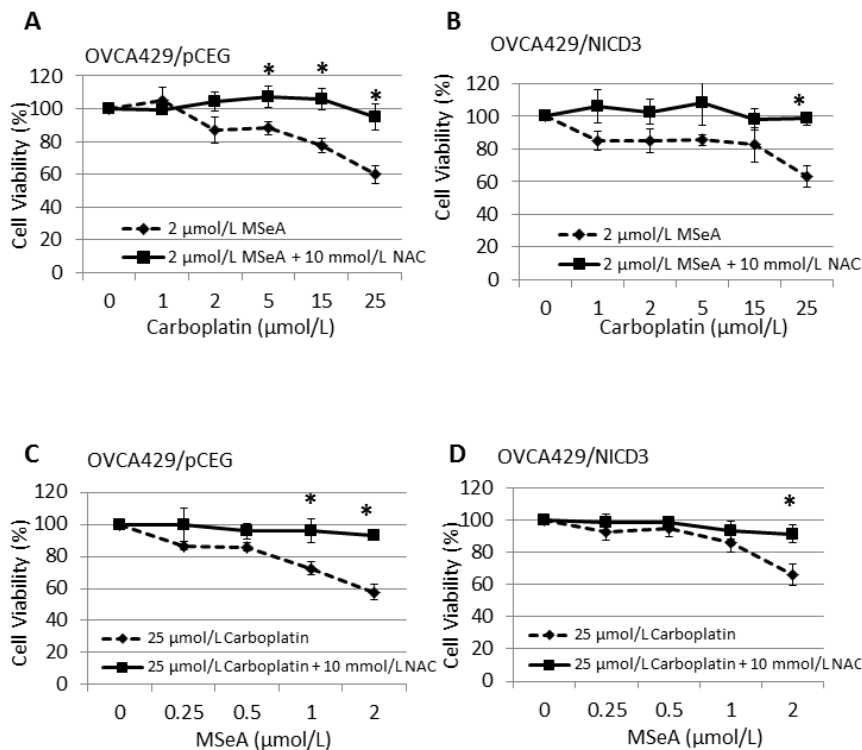 A
OVCA429/pCEG
* * *
120
100
80
60
40
20
0
Cell Viability (%)
2 µmol/L MSeA
2 µmol/L MSeA + 10 mmol/L NAC
0 1 2 5 15 25
Carboplatin (µmol/L)
B
OVCA429/NICD3
*
120
100
80
60
40
20
0
Cell Viability (%)
2 µmol/L MSeA
2 µmol/L MSeA + 10 mmol/L NAC
0 1 2 5 15 25
Carboplatin (µmol/L)
C
OVCA429/pCEG
* *
120
100
80
60
40
20
0
Cell Viability (%)
25 µmol/L Carboplatin
25 µmol/L Carboplatin + 10 mmol/L NAC
0 0.25 0.5 1 2
MSeA (µmol/L)
D
OVCA429/NICD3
*
120
100
80
60
40
20
0
Cell Viability (%)
25 µmol/L Carboplatin
25 µmol/L Carboplatin + 10 mmol/L NAC
0 0.25 0.5 1 2
MSeA (µmol/L)